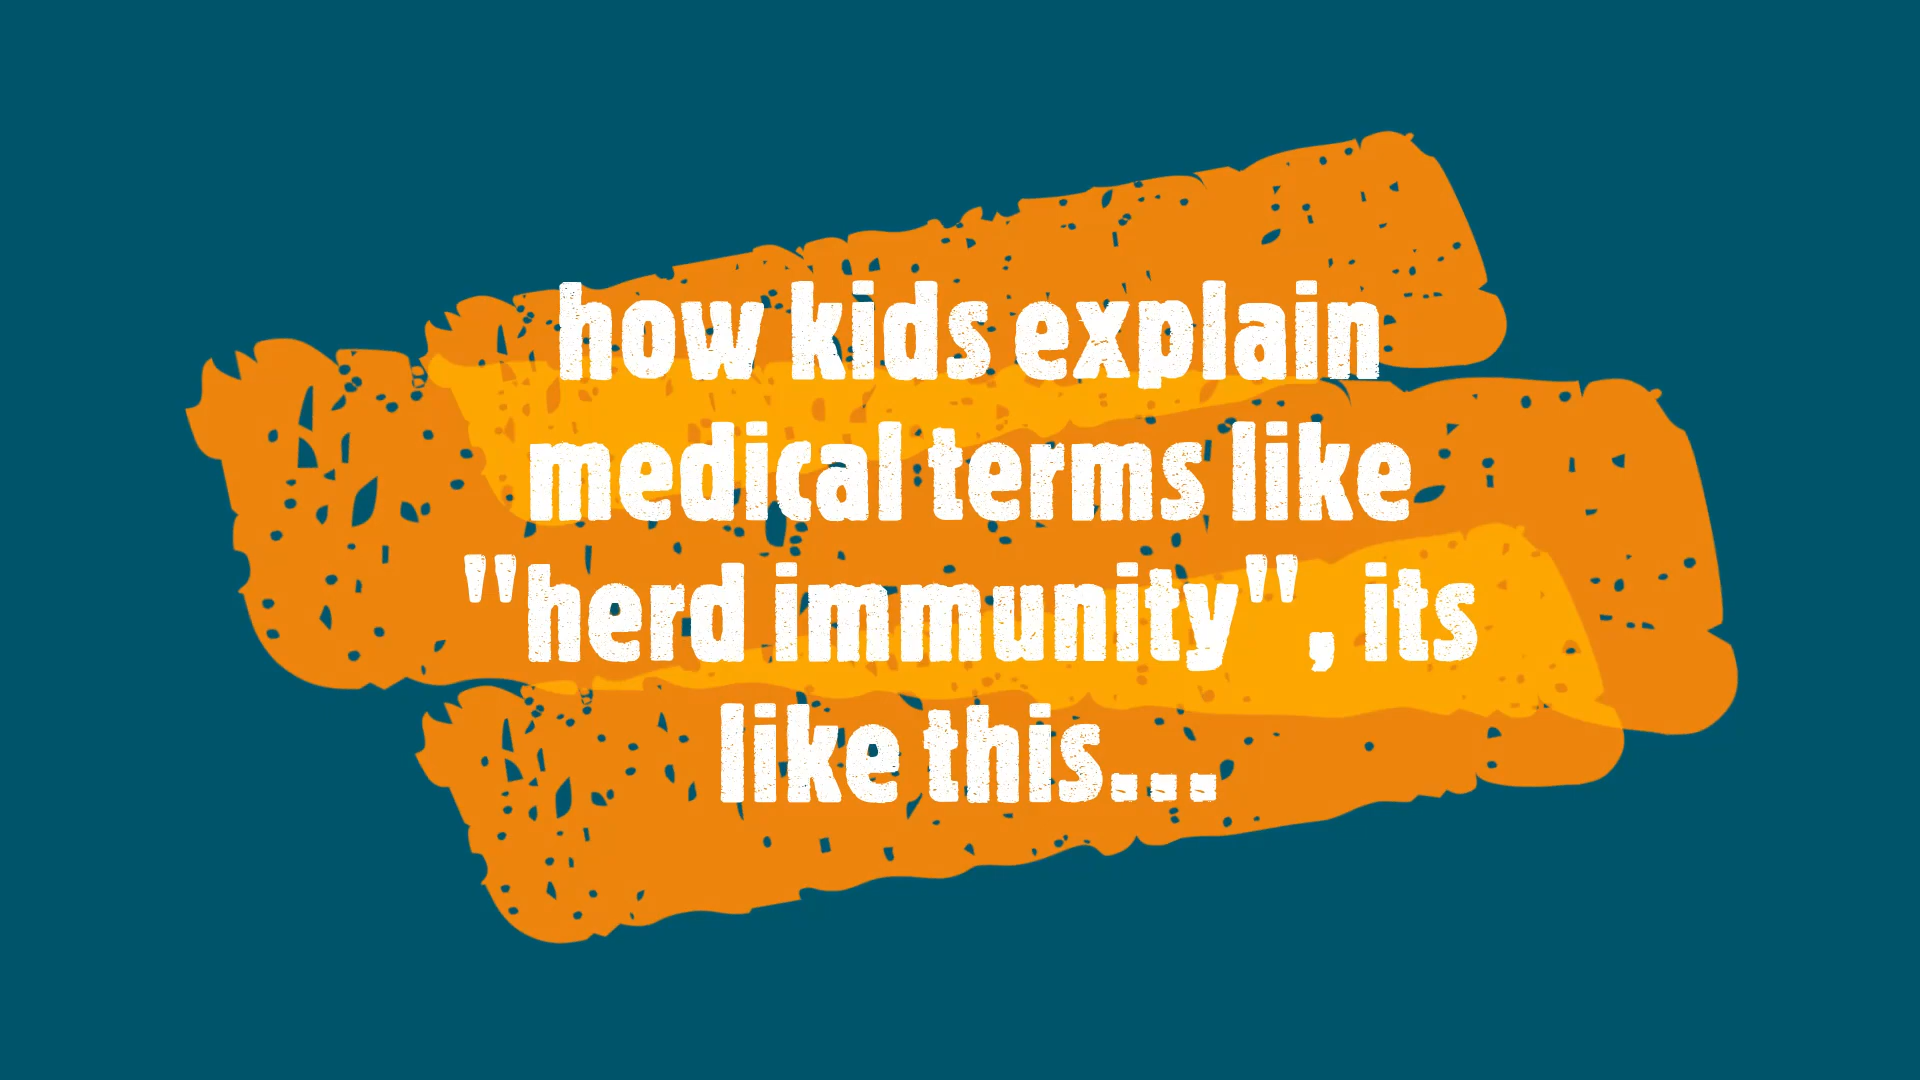 how kids explain
medical terms like
"herd immunity", its
like this...